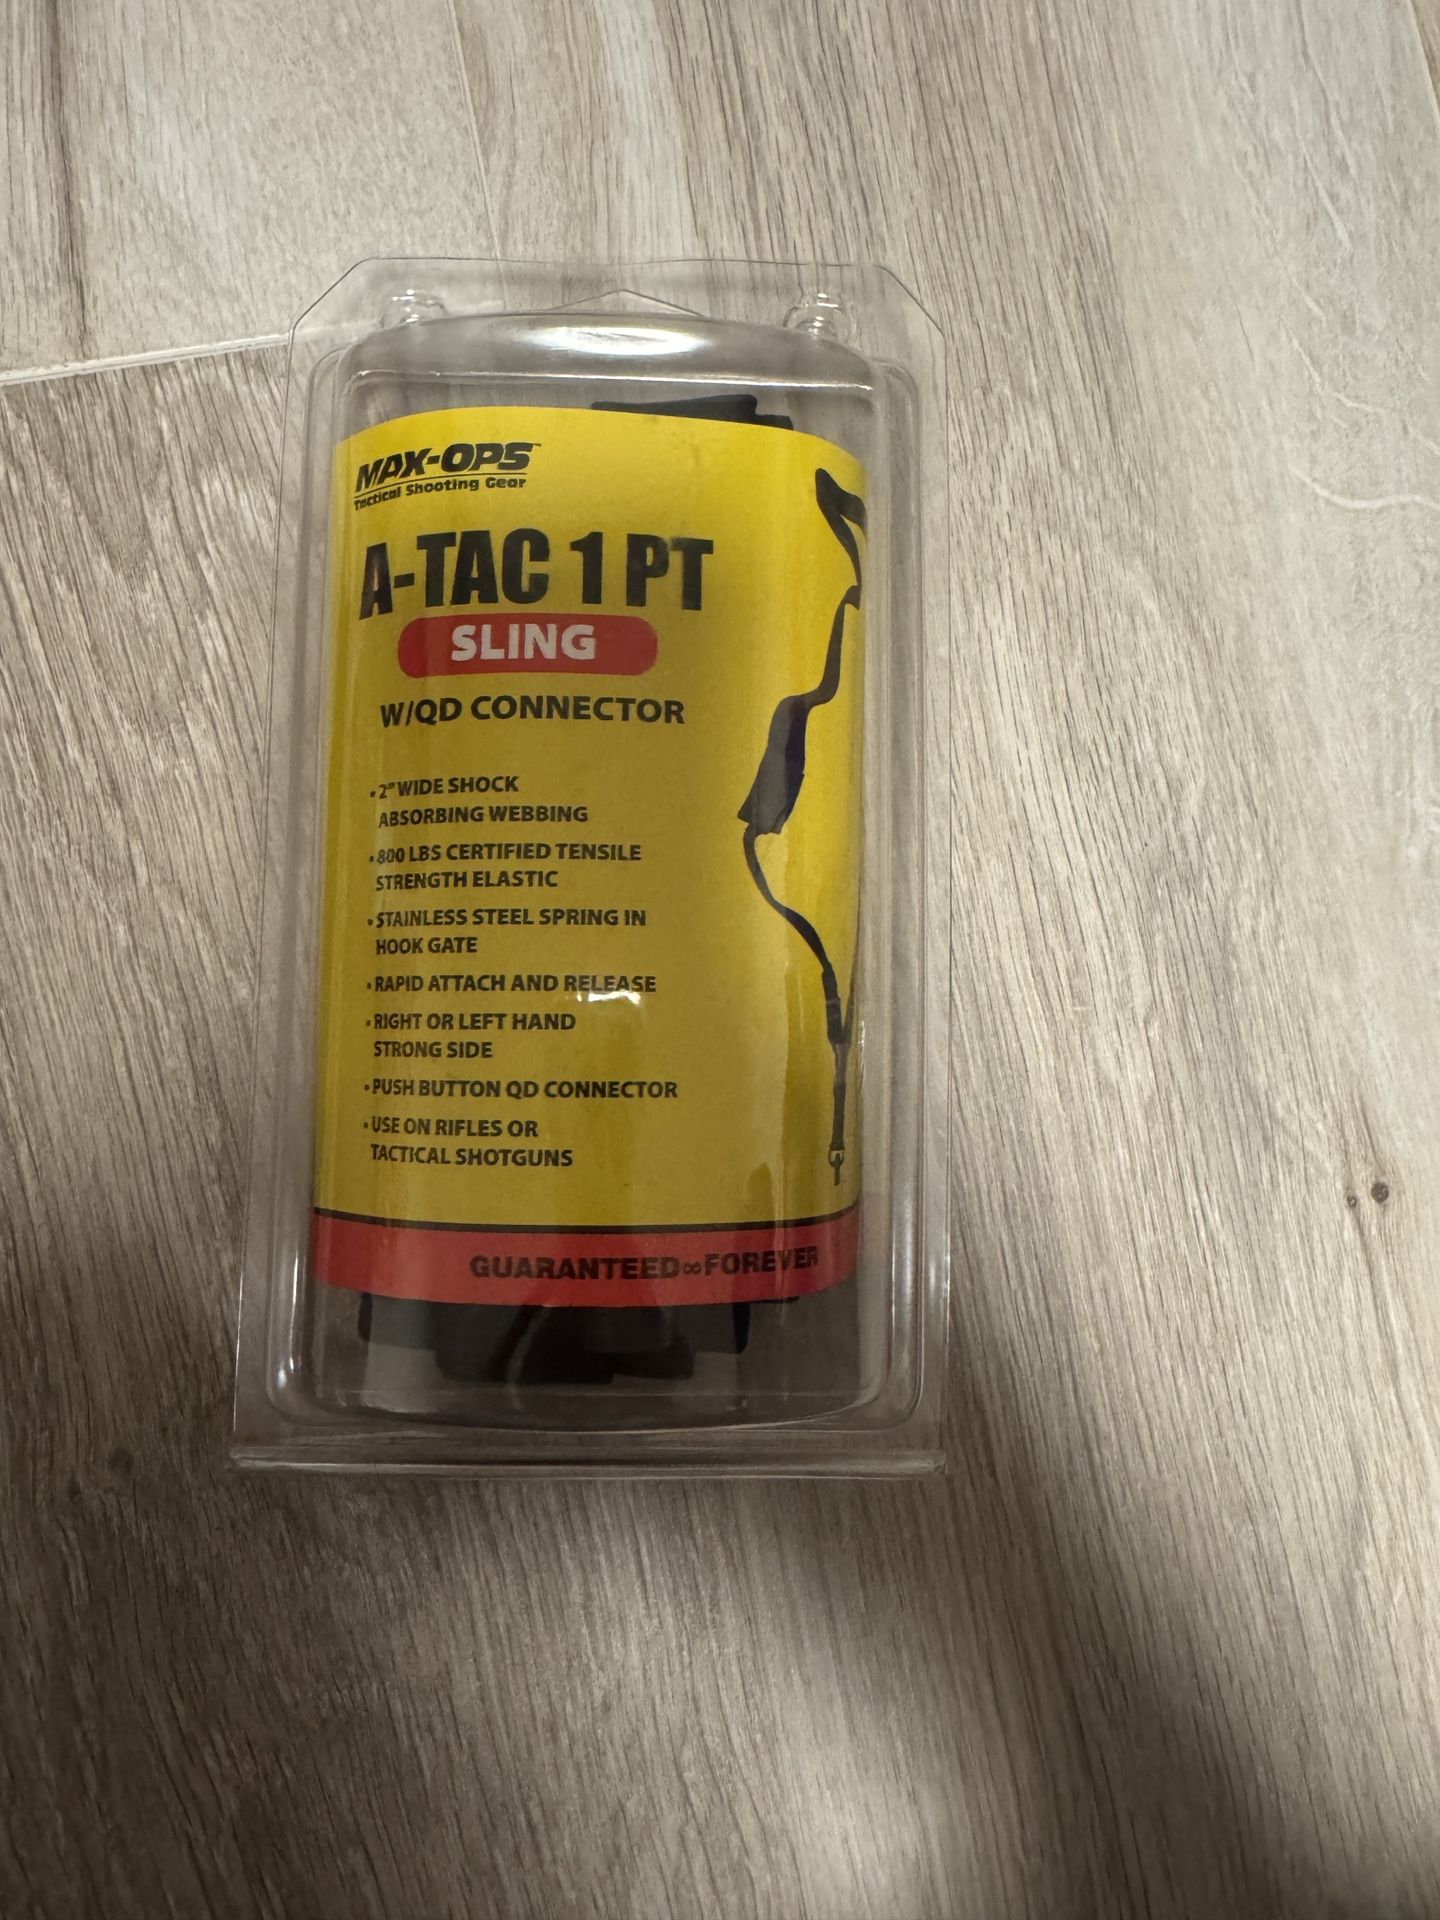 MAX-OPS™
Tactical Shooting Gear
A-TAC 1 PT
SLING
W/QD CONNECTOR
• 2" WIDE SHOCK
ABSORBING WEBBING
• 800 LBS CERTIFIED TENSILE
STRENGTH ELASTIC
• STAINLESS STEEL SPRING IN
HOOK GATE
• RAPID ATTACH AND RELEASE
• RIGHT OR LEFT HAND
STRONG SIDE
• PUSH BUTTON QD CONNECTOR
• USE ON RIFLES OR
TACTICAL SHOTGUNS
GUARANTEED∞FOREVER